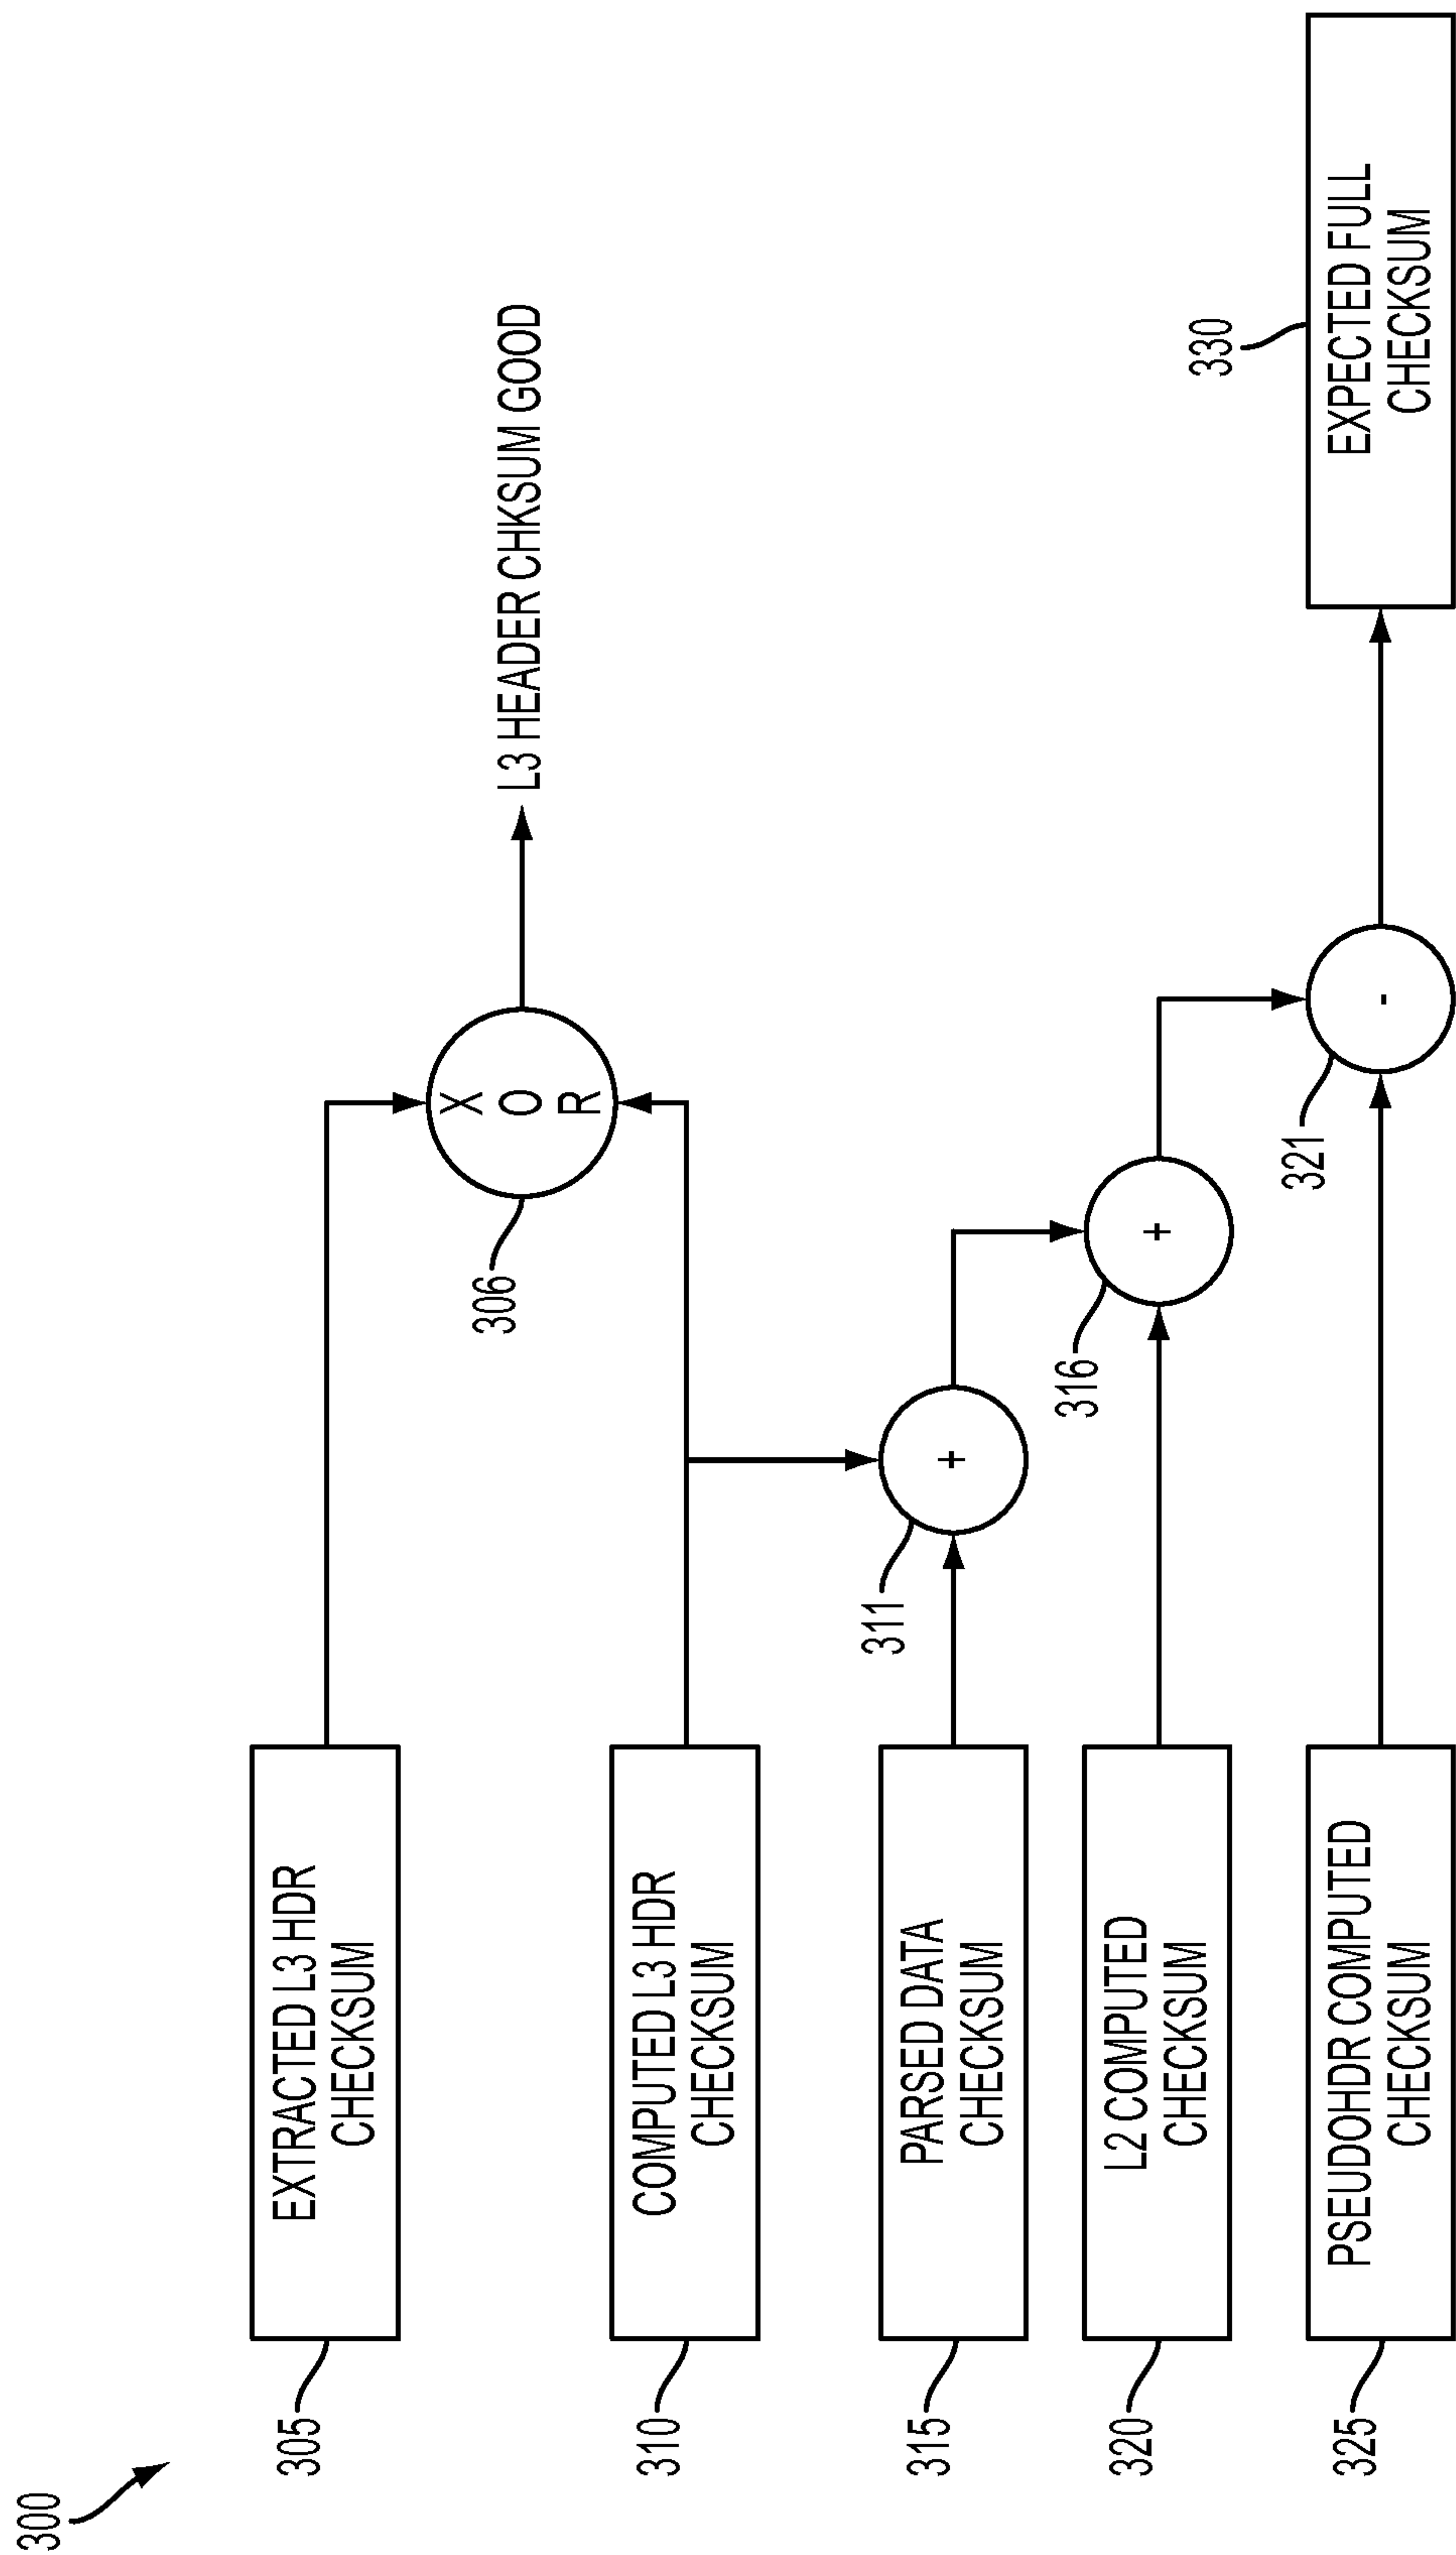 300
305
EXTRACTED L3 HDR
CHECKSUM
306
X
O
R
L3 HEADER CHKSUM GOOD
310
COMPUTED L3 HDR
CHECKSUM
311
+
315
PARSED DATA
CHECKSUM
316
+
320
L2 COMPUTED
CHECKSUM
321
-
325
PSEUDOHDR COMPUTED
CHECKSUM
330
EXPECTED FULL
CHECKSUM